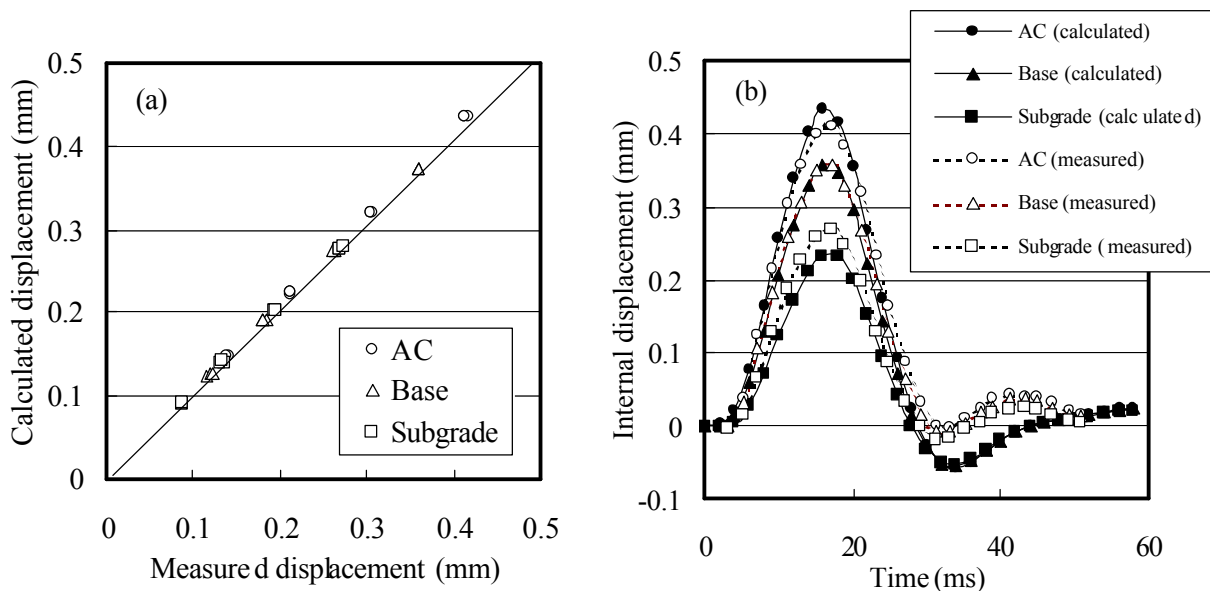 (a)
Calculated displacement (mm)
0.5
0.4
0.3
0.2
0.1
0
AC
Base
Subgrade
0
0.1
0.2
0.3
0.4
0.5
Measured displacement (mm)
(b)
Internal displacement (mm)
0.5
0.4
0.3
0.2
0.1
0
-0.1
AC (calculated)
Base (calculated)
Subgrade (calculated)
AC (measured)
Base (measured)
Subgrade (measured)
0
20
40
60
Time (ms)